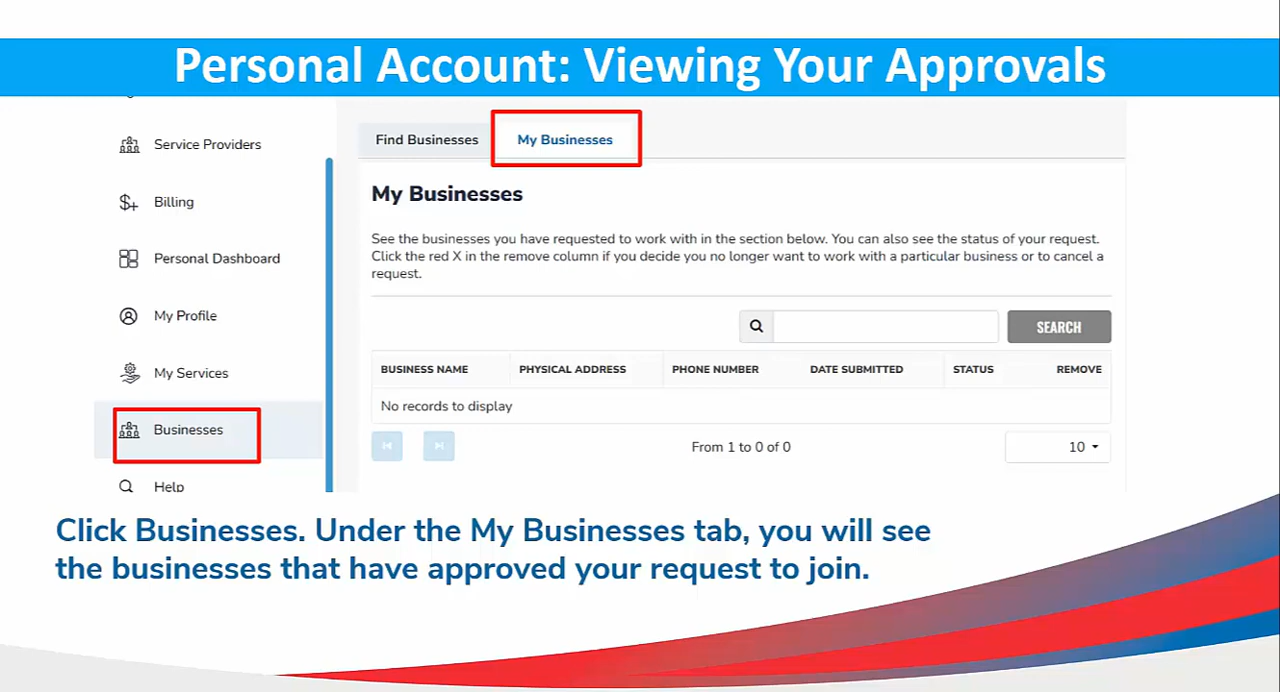 Personal Account: Viewing Your Approvals
Service Providers
Billing
Personal Dashboard
My Profile
My Services
Businesses
Help
Find Businesses
My Businesses
My Businesses
See the businesses you have requested to work with in the section below. You can also see the status of your request.
Click the red X in the remove column if you decide you no longer want to work with a particular business or to cancel a
request.
SEARCH
BUSINESS NAME PHYSICAL ADDRESS PHONE NUMBER DATE SUBMITTED STATUS REMOVE
No records to display
From 1 to 0 of 0
10
Click Businesses. Under the My Businesses tab, you will see
the businesses that have approved your request to join.